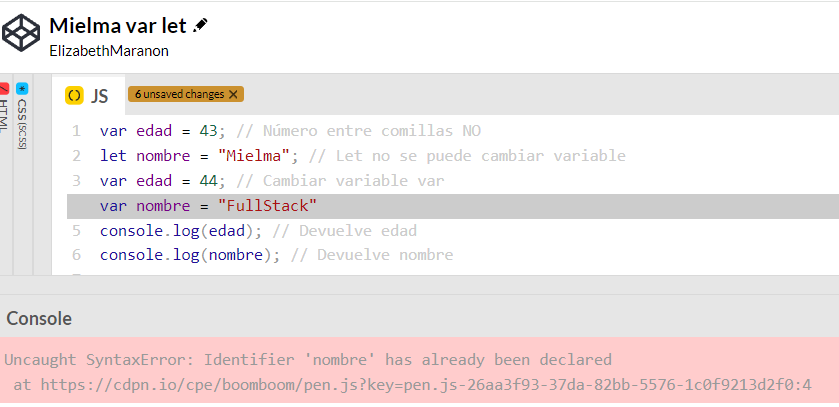 Mielma var let
ElizabethMaranon
HTML
CSS (SCSS)
() JS
6 unsaved changes X
1 var edad = 43; // Número entre comillas NO
2 let nombre = "Mielma"; // Let no se puede cambiar variable
3 var edad = 44; // Cambiar variable var
var nombre = "FullStack"
5 console.log(edad); // Devuelve edad
6 console.log(nombre); // Devuelve nombre
Console
Uncaught SyntaxError: Identifier 'nombre' has already been declared
at https://cdpn.io/cpe/boomboom/pen.js?key=pen.js-26aa3f93-37da-82bb-5576-1c0f9213d2f0:4